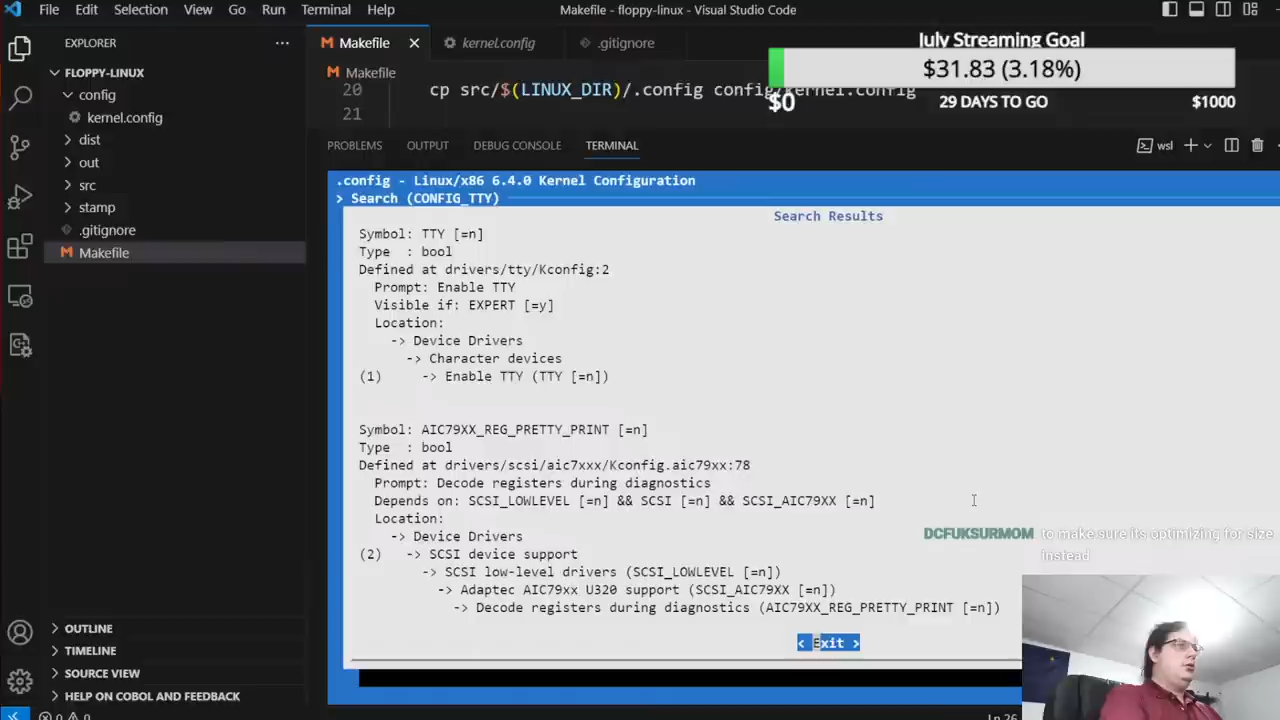 File Edit Selection View Go Run Terminal Help
Makefile - floppy-linux - Visual Studio Code
EXPLORER
FLOPPY-LINUX
config
kernel.config
dist
out
src
stamp
.gitignore
Makefile
OUTLINE
TIMELINE
SOURCE VIEW
HELP ON COBOL AND FEEDBACK
0 0
Makefile kernel.config .gitignore
Makefile
20 cp src/$(LINUX_DIR)/.config config/kernel.config
21
July Streaming Goal
$31.83 (3.18%)
$0 29 DAYS TO GO $1000
PROBLEMS OUTPUT DEBUG CONSOLE TERMINAL
wsl
.config - Linux/x86 6.4.0 Kernel Configuration
> Search (CONFIG_TTY)
Search Results
Symbol: TTY [=n]
Type : bool
Defined at drivers/tty/Kconfig:2
Prompt: Enable TTY
Visible if: EXPERT [=y]
Location:
-> Device Drivers
-> Character devices
(1) -> Enable TTY (TTY [=n])
Symbol: AIC79XX_REG_PRETTY_PRINT [=n]
Type : bool
Defined at drivers/scsi/aic7xxx/Kconfig.aic79xx:78
Prompt: Decode registers during diagnostics
Depends on: SCSI_LOWLEVEL [=n] && SCSI [=n] && SCSI_AIC79XX [=n]
Location:
-> Device Drivers
(2) -> SCSI device support
-> SCSI low-level drivers (SCSI_LOWLEVEL [=n])
-> Adaptec AIC79xx U320 support (SCSI_AIC79XX [=n])
-> Decode registers during diagnostics (AIC79XX_REG_PRETTY_PRINT [=n])
< Exit >
DCFUKSURMOM to make sure its optimizing for size
instead